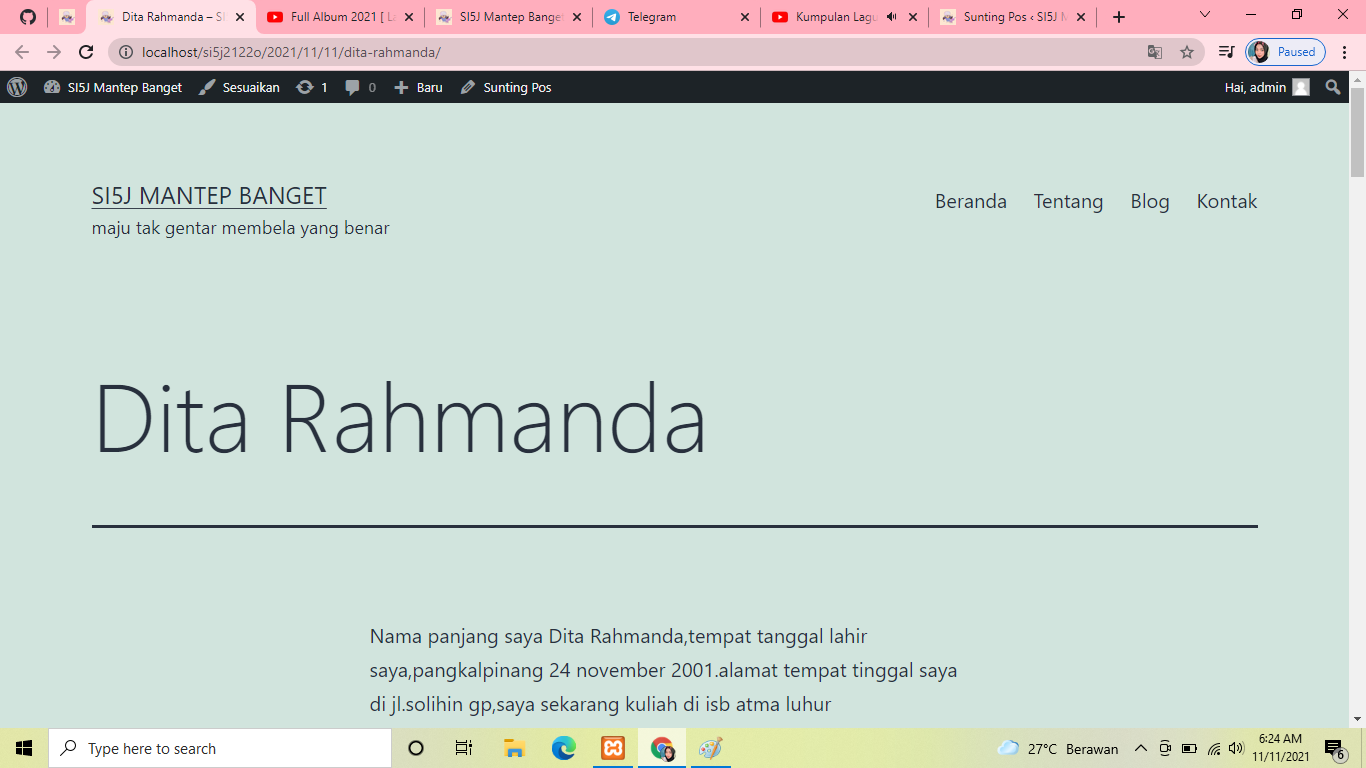 Dita Rahmanda – SI
Full Album 2021 [ La
SI5J Mantep Banget
Telegram
Kumpulan Lagu
Sunting Pos ‹ SI5J M
localhost/si5j2122o/2021/11/11/dita-rahmanda/
Paused
SI5J Mantep Banget
Sesuaikan
1
0
Baru
Sunting Pos
Hai, admin
SI5J MANTEP BANGET
maju tak gentar membela yang benar
Beranda Tentang Blog Kontak
Dita Rahmanda
Nama panjang saya Dita Rahmanda,tempat tanggal lahir
saya,pangkalpinang 24 november 2001.alamat tempat tinggal saya
di jl.solihin gp,saya sekarang kuliah di isb atma luhur
Type here to search
27°C Berawan
6:24 AM
11/11/2021
6